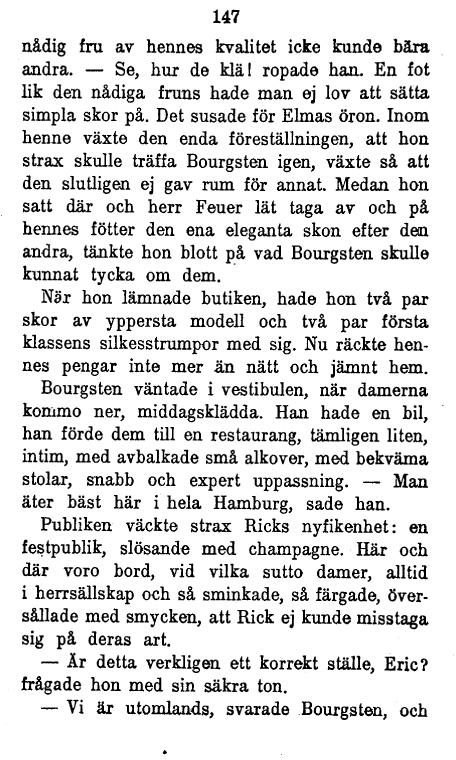 147
nådig fru av hennes kvalitet icke kunde bära
andra. — Se, hur de klä! ropade han. En fot
lik den nådiga fruns hade man ej lov att sätta
simpla skor på. Det susade för Elmas öron. Inom
henne växte den enda föreställningen, att hon
strax skulle träffa Bourgsten igen, växte så att
den slutligen ej gav rum för annat. Medan hon
satt där och herr Feuer lät taga av och på
hennes fötter den ena eleganta skon efter den
andra, tänkte hon blott på vad Bourgsten skulle
kunnat tycka om dem.
När hon lämnade butiken, hade hon två par
skor av yppersta modell och två par första
klassens silkesstrumpor med sig. Nu räckte hen-
nes pengar inte mer än nätt och jämnt hem.
Bourgsten väntade i vestibulen, när damerna
kommo ner, middagsklädda. Han hade en bil,
han förde dem till en restaurang, tämligen liten,
intim, med avbalkade små alkover, med bekväma
stolar, snabb och expert uppassning. — Man
äter bäst här i hela Hamburg, sade han.
Publiken väckte strax Ricks nyfikenhet: en
festpublik, slösande med champagne. Här och
där voro bord, vid vilka sutto damer, alltid
i herrsällskap och så sminkade, så färgade, över-
sållade med smycken, att Rick ej kunde misstaga
sig på deras art.
— Är detta verkligen ett korrekt ställe, Eric?
frågade hon med sin säkra ton.
— Vi är utomlands, svarade Bourgsten, och